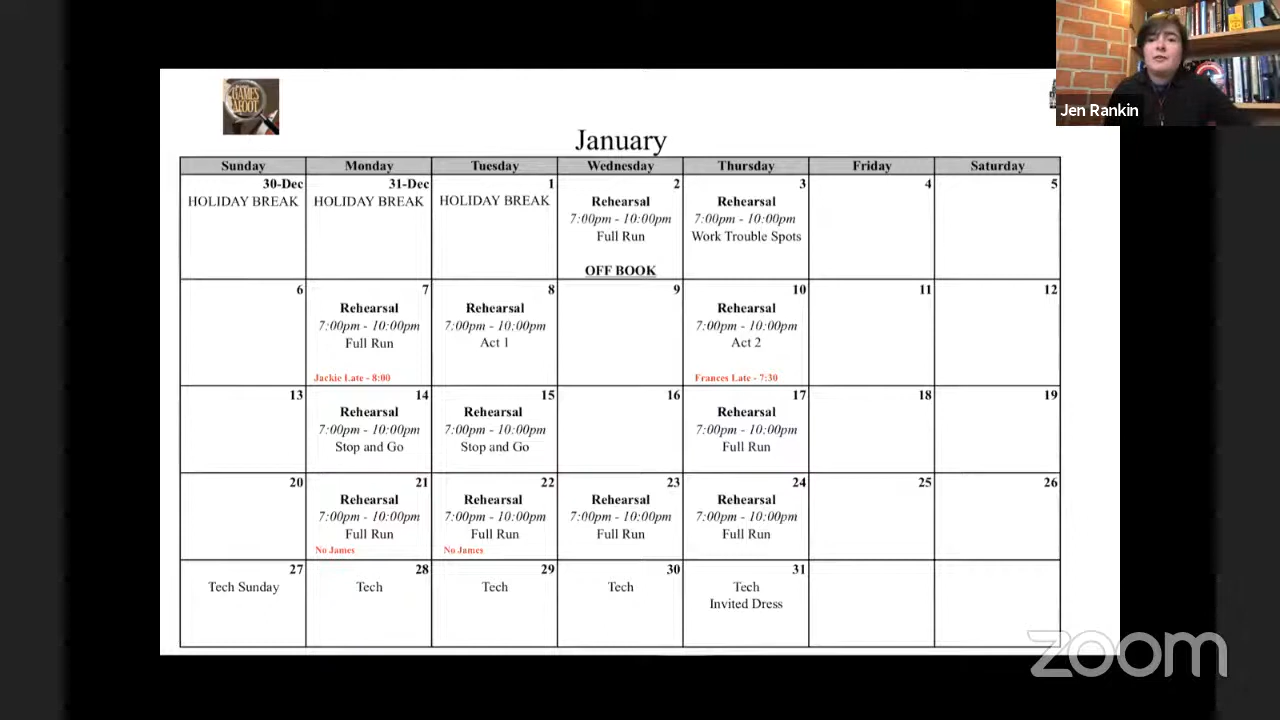 GAMES
AFOOT
Jen Rankin
January
Sunday Monday Tuesday Wednesday Thursday Friday Saturday
30-Dec 31-Dec 1 2 3 4 5
HOLIDAY BREAK HOLIDAY BREAK HOLIDAY BREAK Rehearsal Rehearsal
7:00pm - 10:00pm 7:00pm - 10:00pm
Full Run Work Trouble Spots
OFF BOOK
6 7 8 9 10 11 12
Rehearsal Rehearsal Rehearsal
7:00pm - 10:00pm 7:00pm - 10:00pm 7:00pm - 10:00pm
Full Run Act 1 Act 2
Jackie Late - 8:00 Frances Late - 7:30
13 14 15 16 17 18 19
Rehearsal Rehearsal Rehearsal
7:00pm - 10:00pm 7:00pm - 10:00pm 7:00pm - 10:00pm
Stop and Go Stop and Go Full Run
20 21 22 23 24 25 26
Rehearsal Rehearsal Rehearsal Rehearsal
7:00pm - 10:00pm 7:00pm - 10:00pm 7:00pm - 10:00pm 7:00pm - 10:00pm
Full Run Full Run Full Run Full Run
No James No James
27 28 29 30 31
Tech Sunday Tech Tech Tech Tech
Invited Dress
zoom